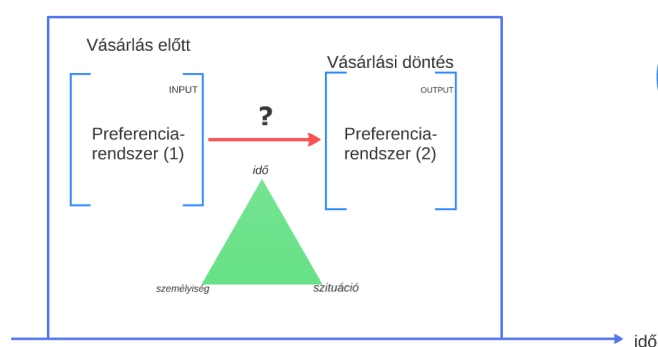 Vásárlás előtt
Vásárlási döntés
INPUT
OUTPUT
?
Preferencia-
rendszer (1)
Preferencia-
rendszer (2)
idő
személyiség
szituáció
idő